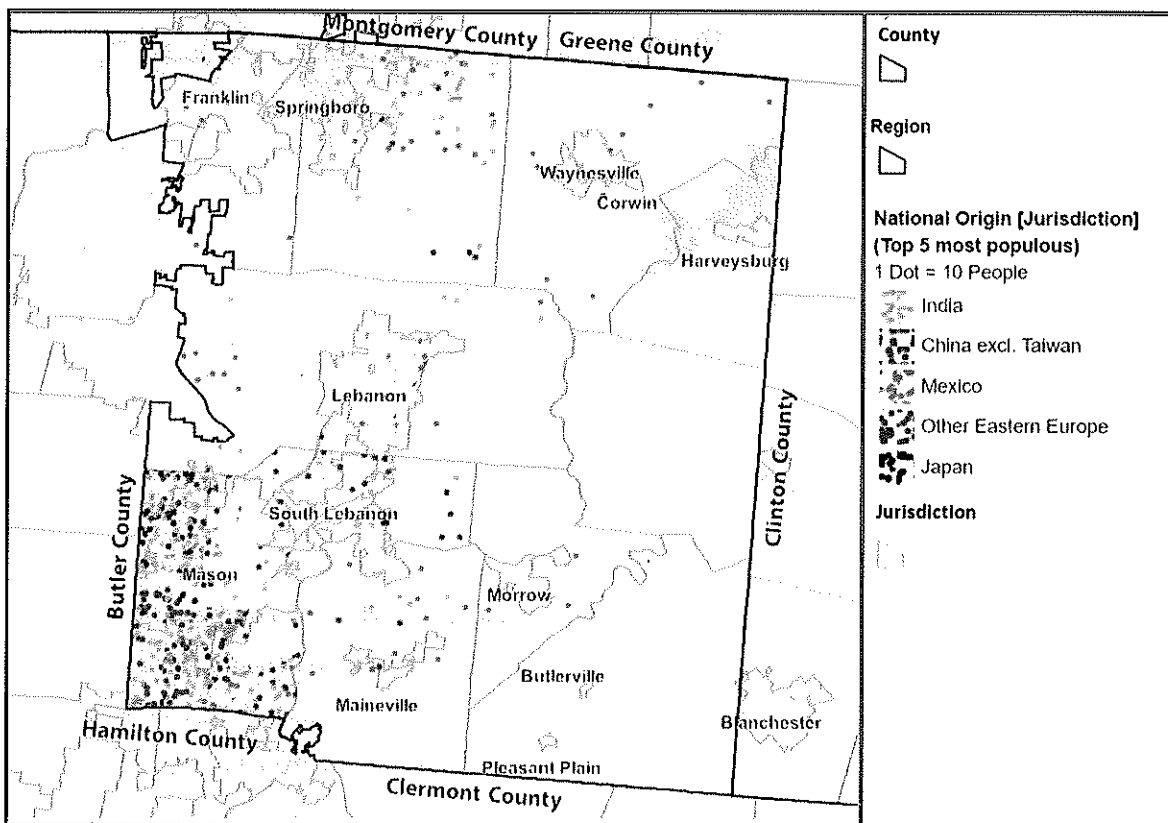 Montgomery County
Greene County
Franklin
Springboro
Waynesville
Corwin
Harveysburg
Lebanon
South Lebanon
Mason
Morrow
Butlerville
Maineville
Blanchester
Pleasant Plain
Butler County
Clinton County
Hamilton County
Clermont County
County
Region
National Origin [Jurisdiction]
(Top 5 most populous)
1 Dot = 10 People
India
China excl. Taiwan
Mexico
Other Eastern Europe
Japan
Jurisdiction